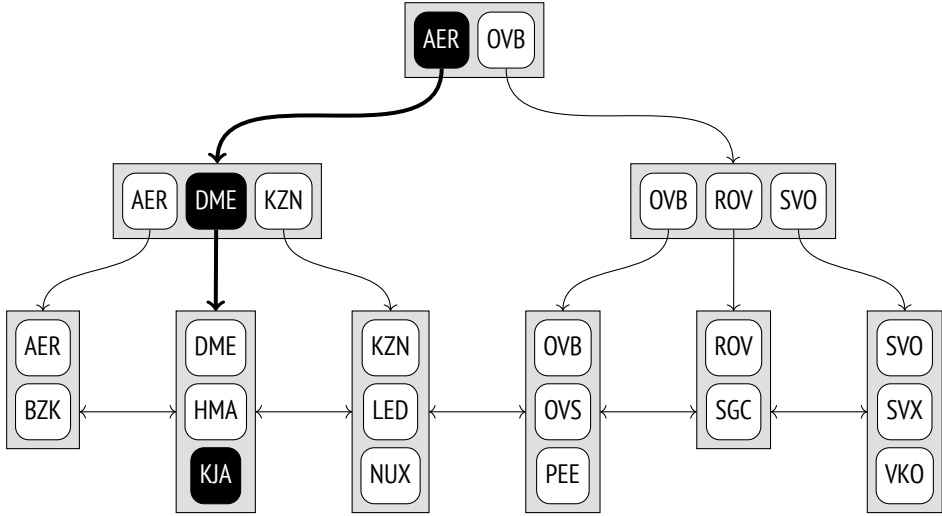 AER OVB
AER DME KZN OVB ROV SVO
AER DME KZN OVB ROV SVO
BZK HMA LED OVS SGC SVX
KJA NUX PEE VKO